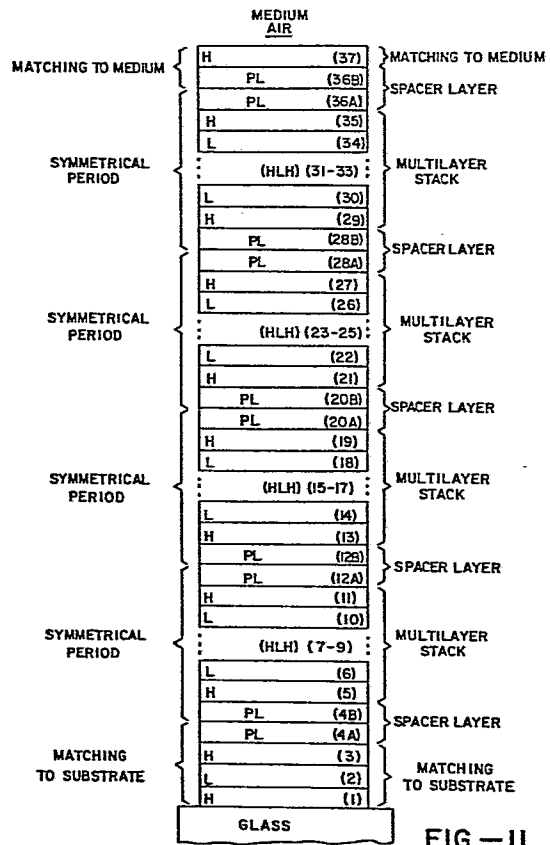 MEDIUM
AIR
MATCHING TO MEDIUM
H (37)
MATCHING TO MEDIUM
PL (36B)
SPACER LAYER
PL (36A)
H (35)
L (34)
SYMMETRICAL PERIOD
(HLH) (31-33)
MULTILAYER STACK
L (30)
H (29)
PL (28B)
SPACER LAYER
PL (28A)
H (27)
L (26)
SYMMETRICAL PERIOD
(HLH) (23-25)
MULTILAYER STACK
L (22)
H (21)
PL (20B)
SPACER LAYER
PL (20A)
H (19)
L (18)
SYMMETRICAL PERIOD
(HLH) (15-17)
MULTILAYER STACK
L (14)
H (13)
PL (12B)
SPACER LAYER
PL (12A)
H (11)
L (10)
SYMMETRICAL PERIOD
(HLH) (7-9)
MULTILAYER STACK
L (6)
H (5)
PL (4B)
SPACER LAYER
PL (4A)
MATCHING TO SUBSTRATE
H (3)
L (2)
MATCHING TO SUBSTRATE
H (1)
GLASS
FIG — 11